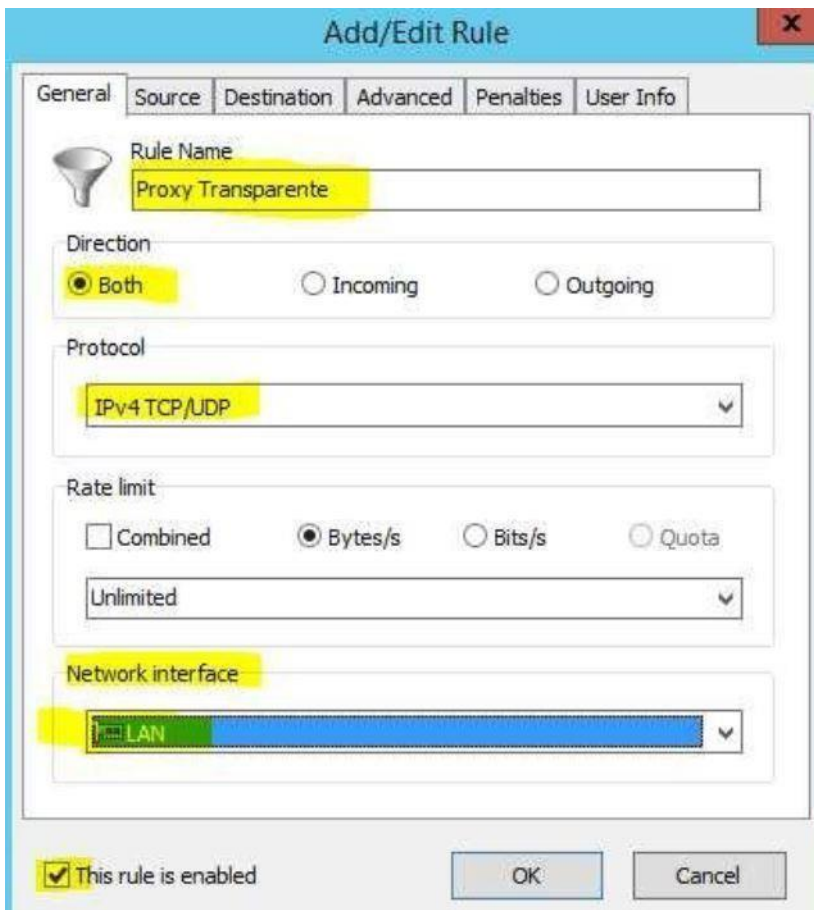 Add/Edit Rule
x
General Source Destination Advanced Penalties User Info
Rule Name
Proxy Transparente
Direction
Both Incoming Outgoing
Protocol
IPv4 TCP/UDP
Rate limit
Combined Bytes/s Bits/s Quota
Unlimited
Network interface
LAN
This rule is enabled OK Cancel